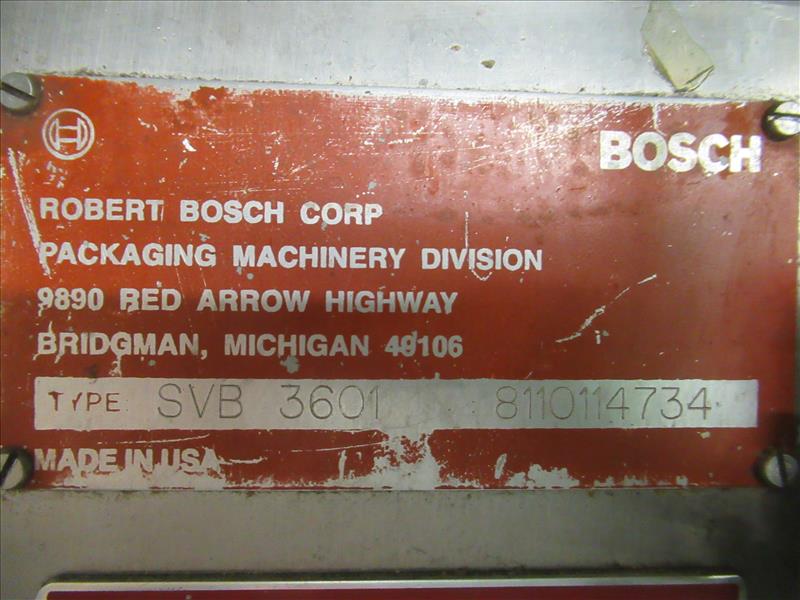 BOSCH
ROBERT BOSCH CORP
PACKAGING MACHINERY DIVISION
9890 RED ARROW HIGHWAY
BRIDGMAN, MICHIGAN 49106
TYPE SVB 3601 8110114734
MADE IN USA